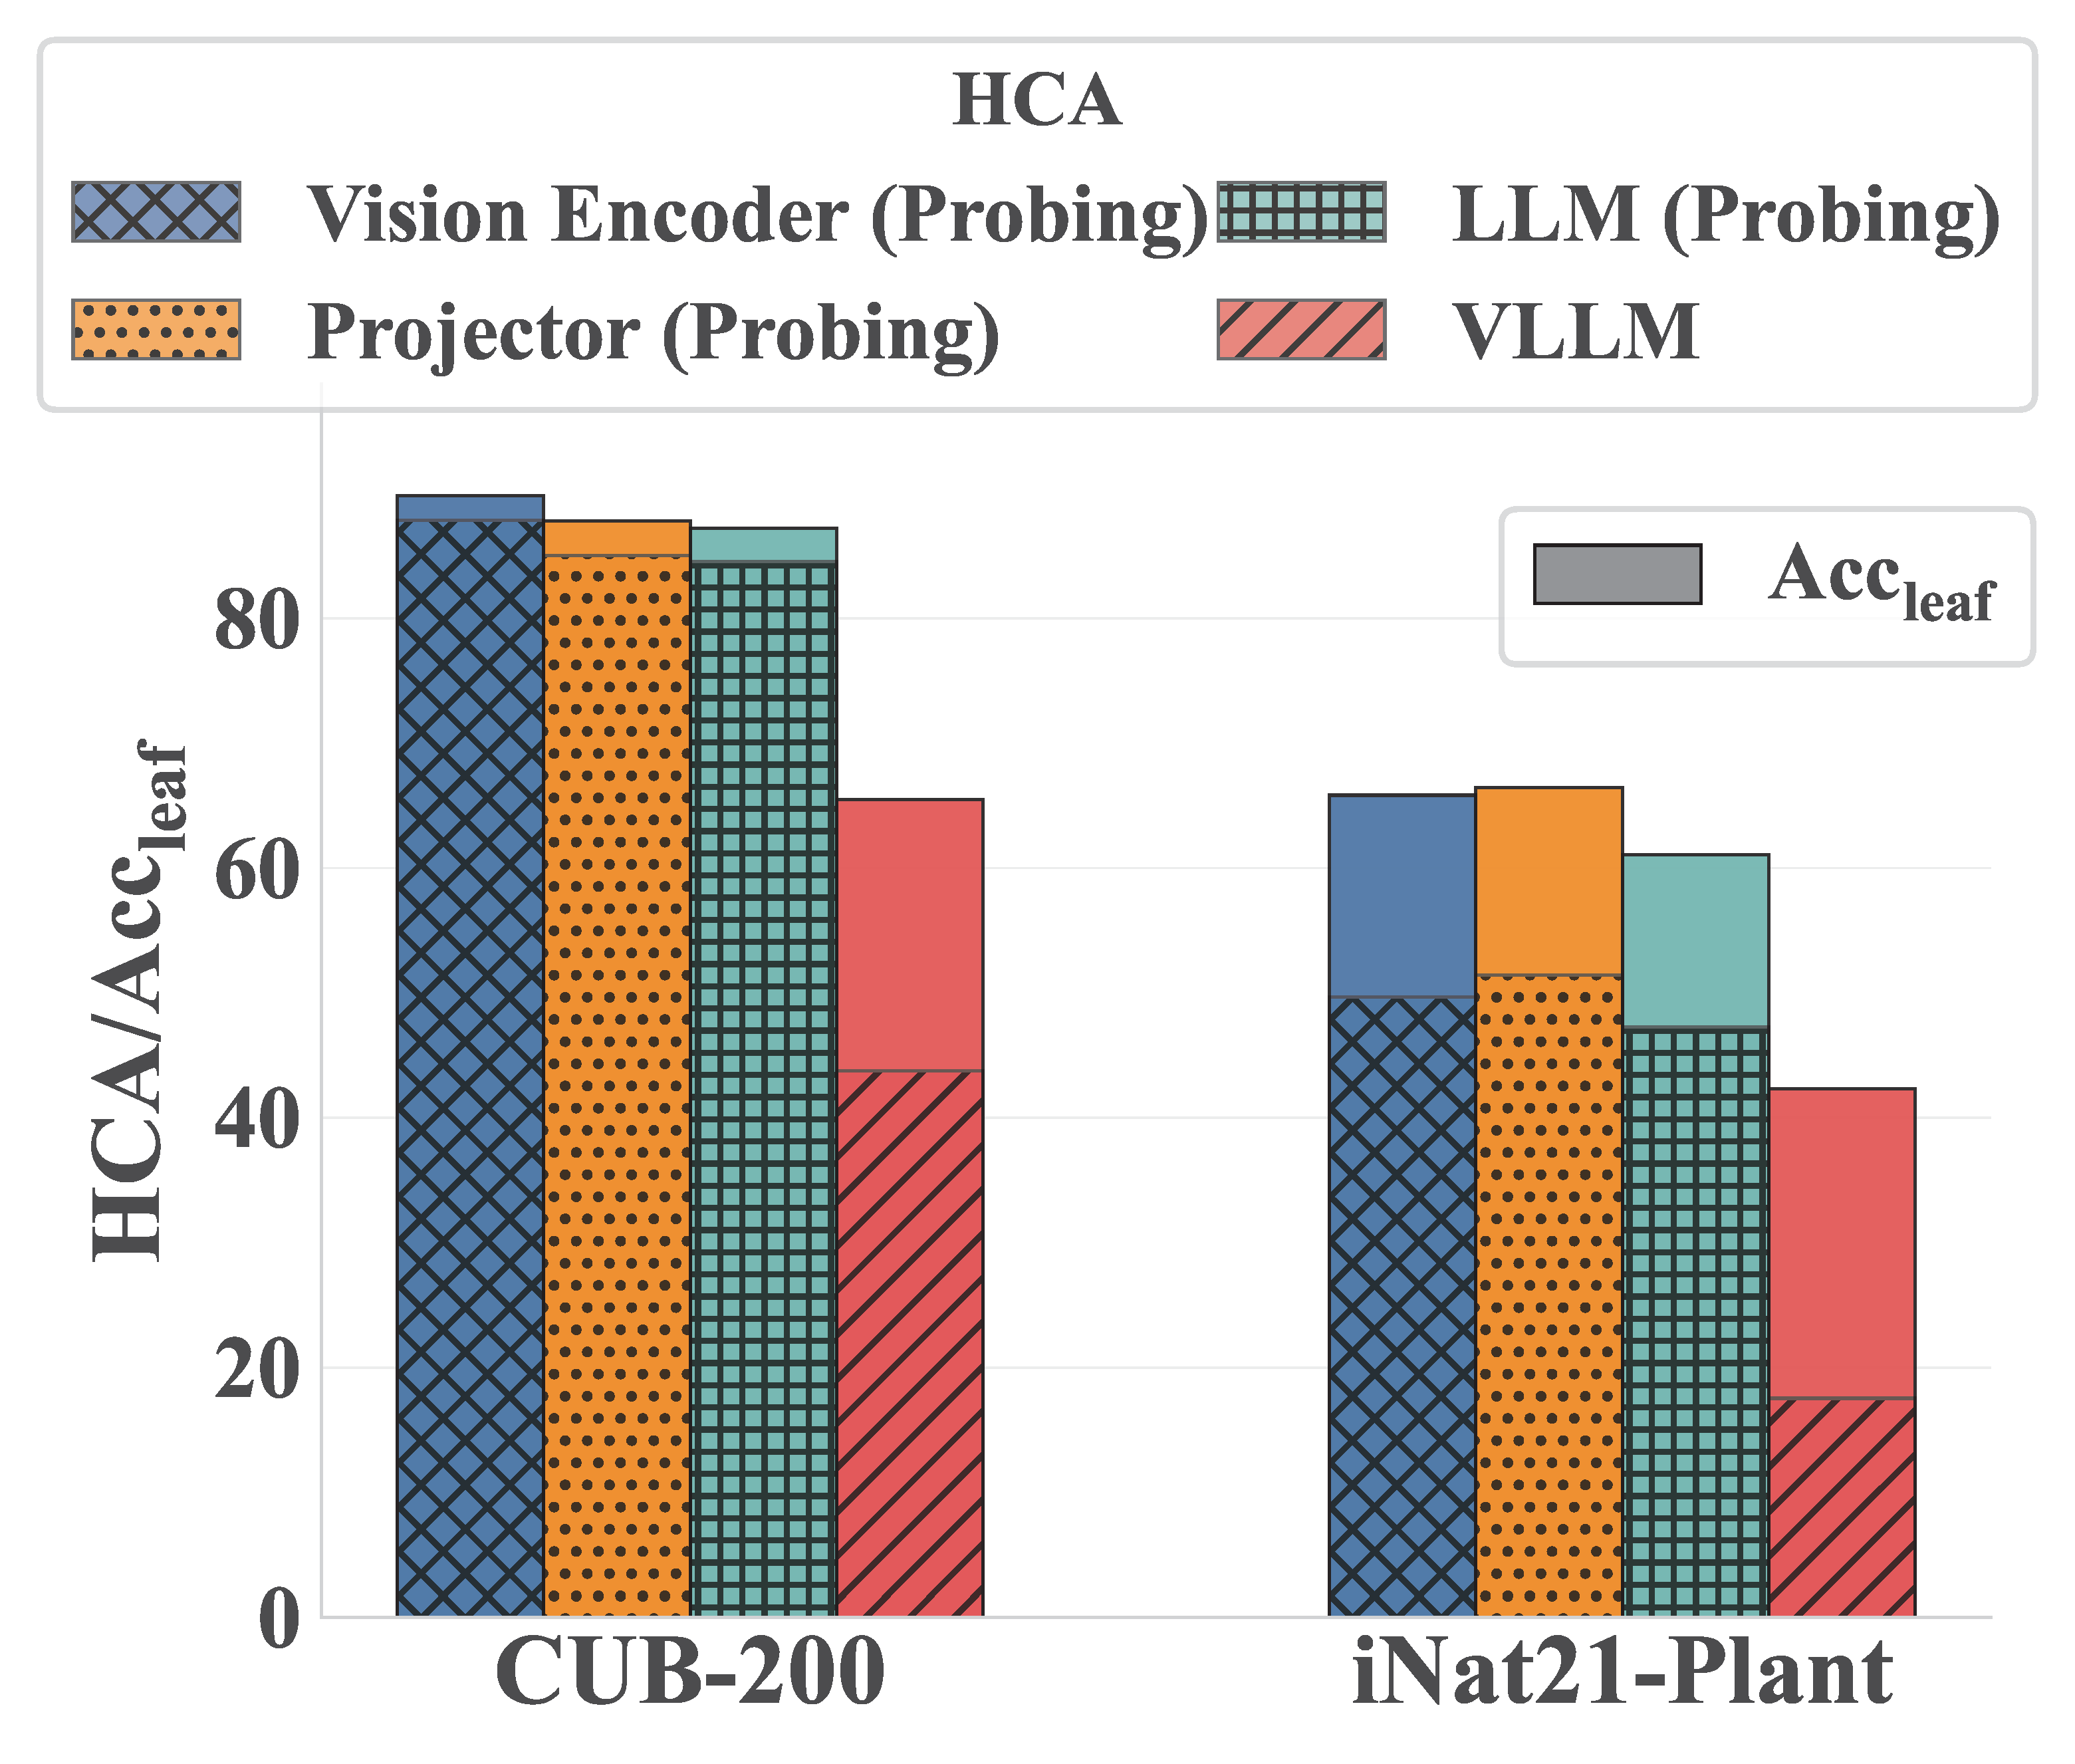 HCA
Vision Encoder (Probing)
LLM (Probing)
Projector (Probing)
VLLM
Acc_leaf
HCA/Acc_leaf
80
60
40
20
0
CUB-200
iNat21-Plant